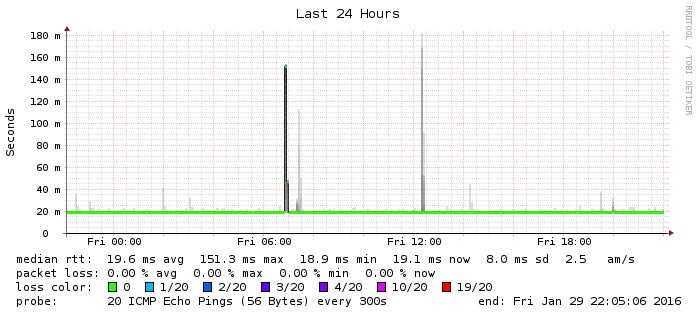 Last 24 Hours
RRDTOOL / TOBI OETIKER
Seconds
180 m
160 m
140 m
120 m
100 m
80 m
60 m
40 m
20 m
0
Fri 00:00 Fri 06:00 Fri 12:00 Fri 18:00
median rtt: 19.6 ms avg 151.3 ms max 18.9 ms min 19.1 ms now 8.0 ms sd 2.5 am/s
packet loss: 0.00 % avg 0.00 % max 0.00 % min 0.00 % now
loss color: 0 1/20 2/20 3/20 4/20 10/20 19/20
probe: 20 ICMP Echo Pings (56 Bytes) every 300s end: Fri Jan 29 22:05:06 2016